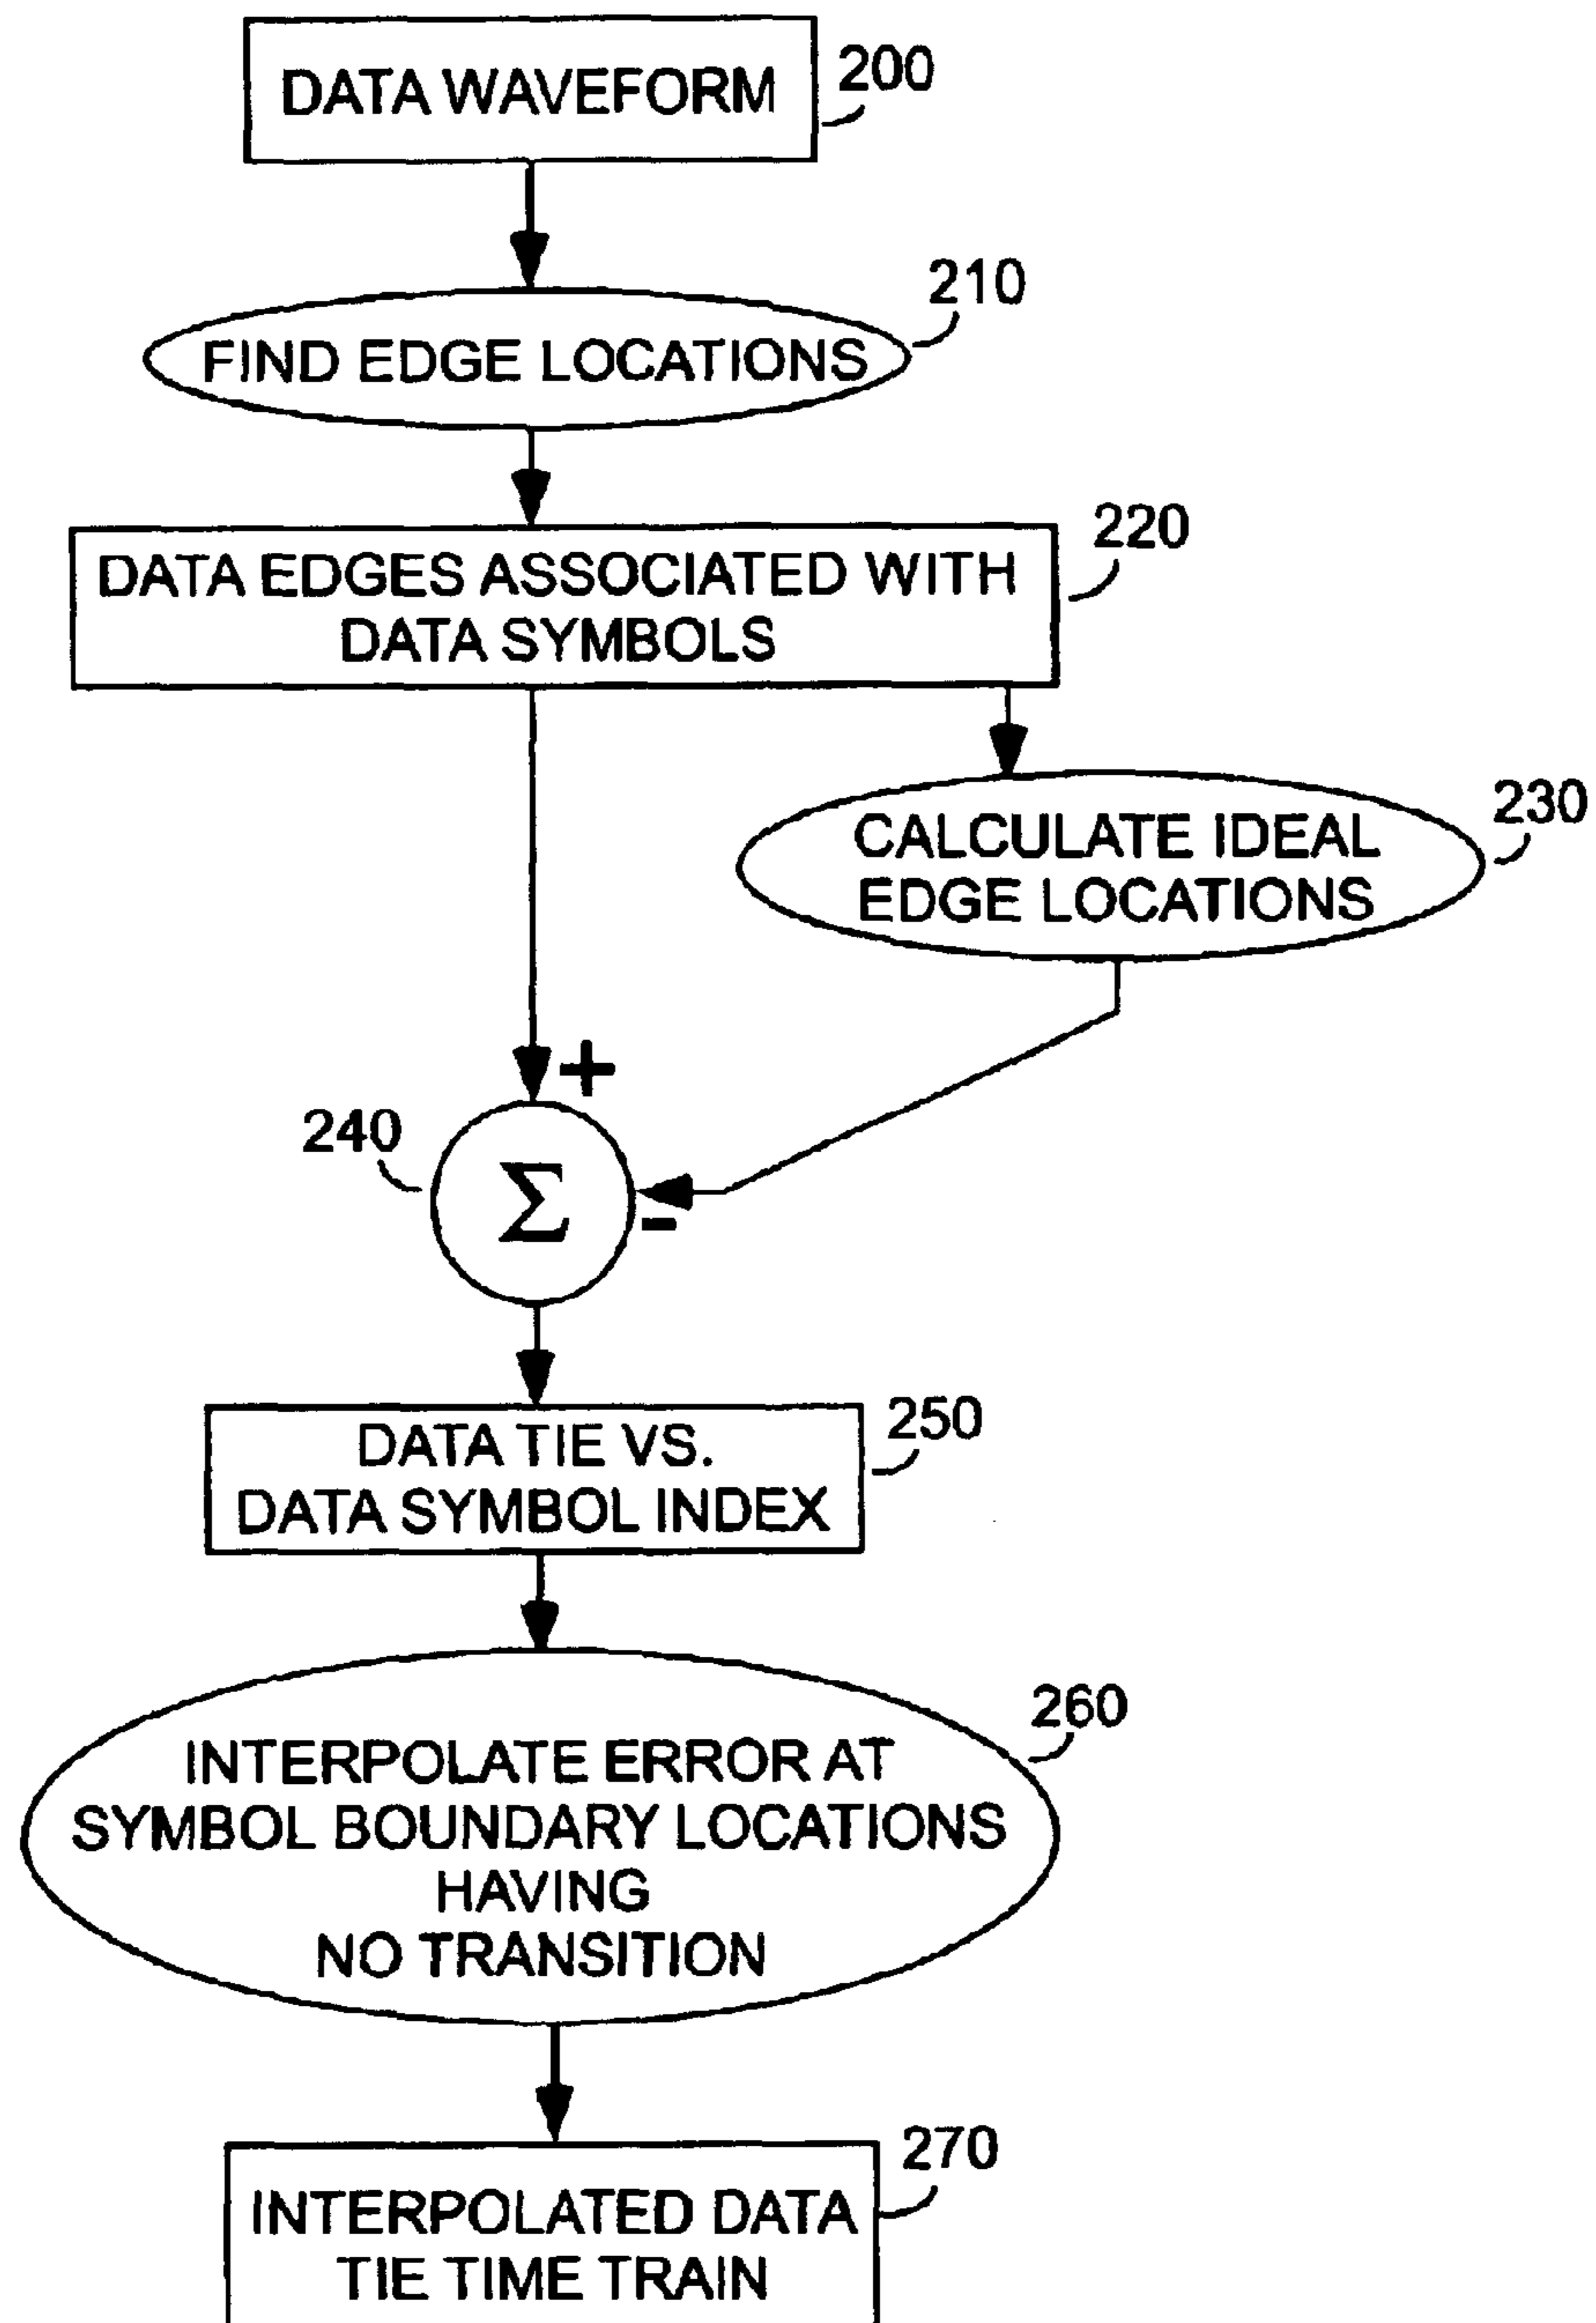 DATA WAVEFORM
200
FIND EDGE LOCATIONS
210
DATA EDGES ASSOCIATED WITH
DATA SYMBOLS
220
CALCULATE IDEAL
EDGE LOCATIONS
230
+
240
Σ
-
DATA TIE VS.
DATA SYMBOL INDEX
250
INTERPOLATE ERROR AT
SYMBOL BOUNDARY LOCATIONS
HAVING
NO TRANSITION
260
INTERPOLATED DATA
TIE TIME TRAIN
270